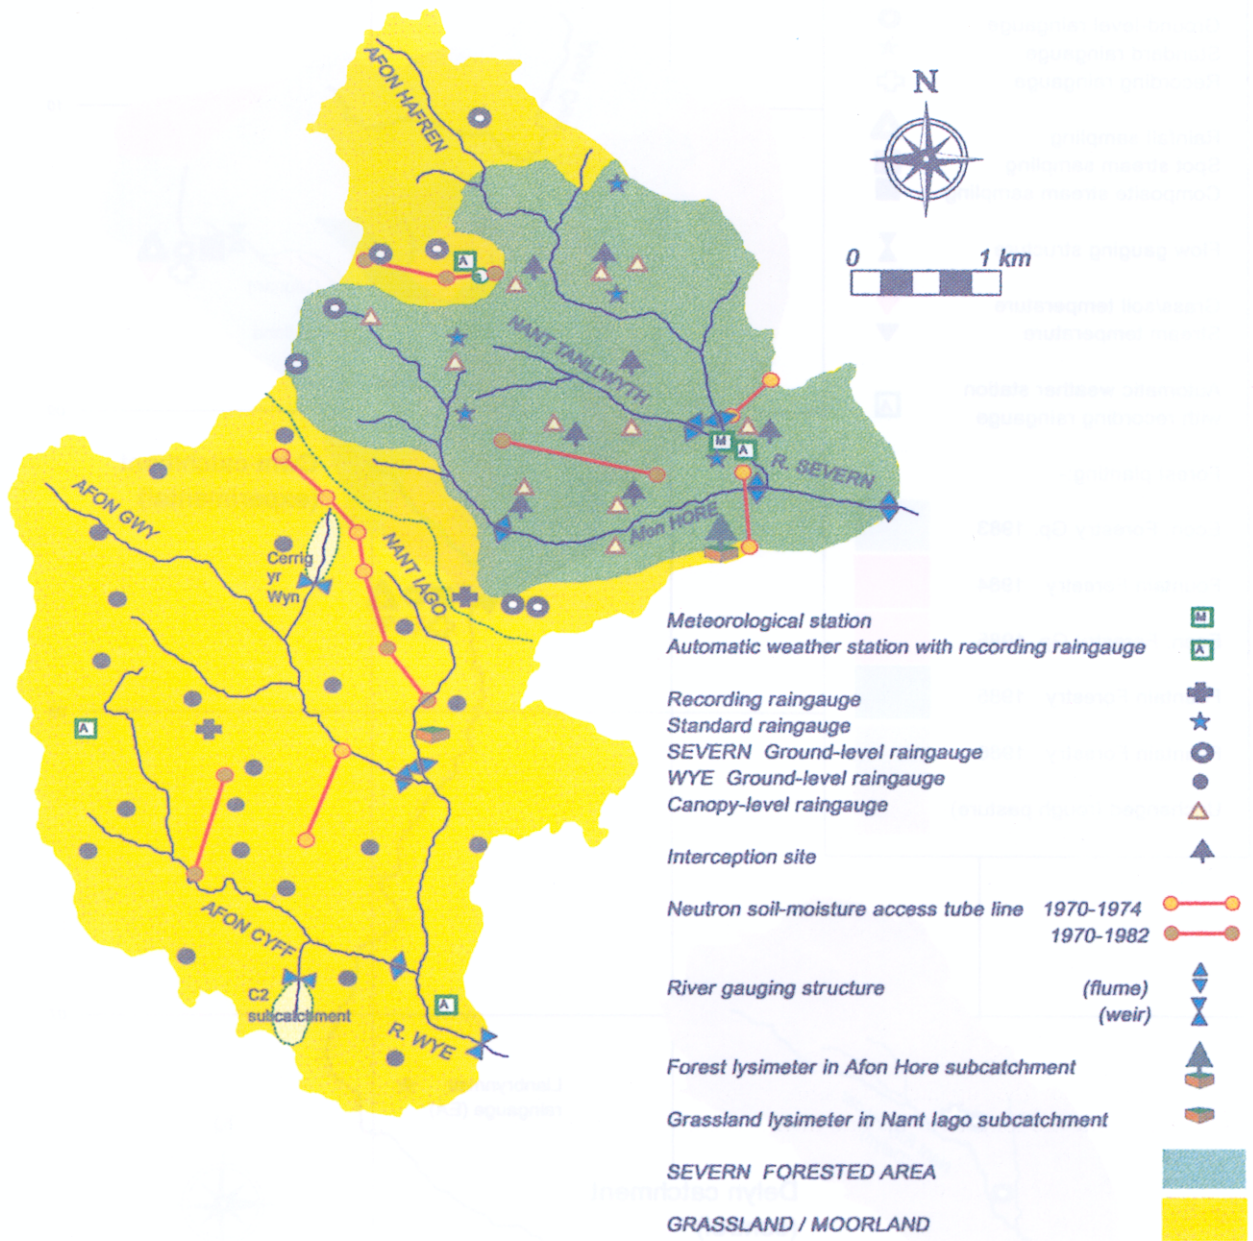 AFON HAFREN
N
0 1 km
NANT TANLLWYTH
M
A
A
R. SEVERN
Afon HORE
AFON GWY
Cerrig
yr
Wyn
NANT IAGO
A
AFON CYFF
C2
subcatchment
A
R. WYE
Meteorological station M
Automatic weather station with recording raingauge A
Recording raingauge
Standard raingauge
SEVERN Ground-level raingauge
WYE Ground-level raingauge
Canopy-level raingauge
Interception site
Neutron soil-moisture access tube line 1970-1974
1970-1982
River gauging structure (flume)
(weir)
Forest lysimeter in Afon Hore subcatchment
Grassland lysimeter in Nant Iago subcatchment
SEVERN FORESTED AREA
GRASSLAND / MOORLAND